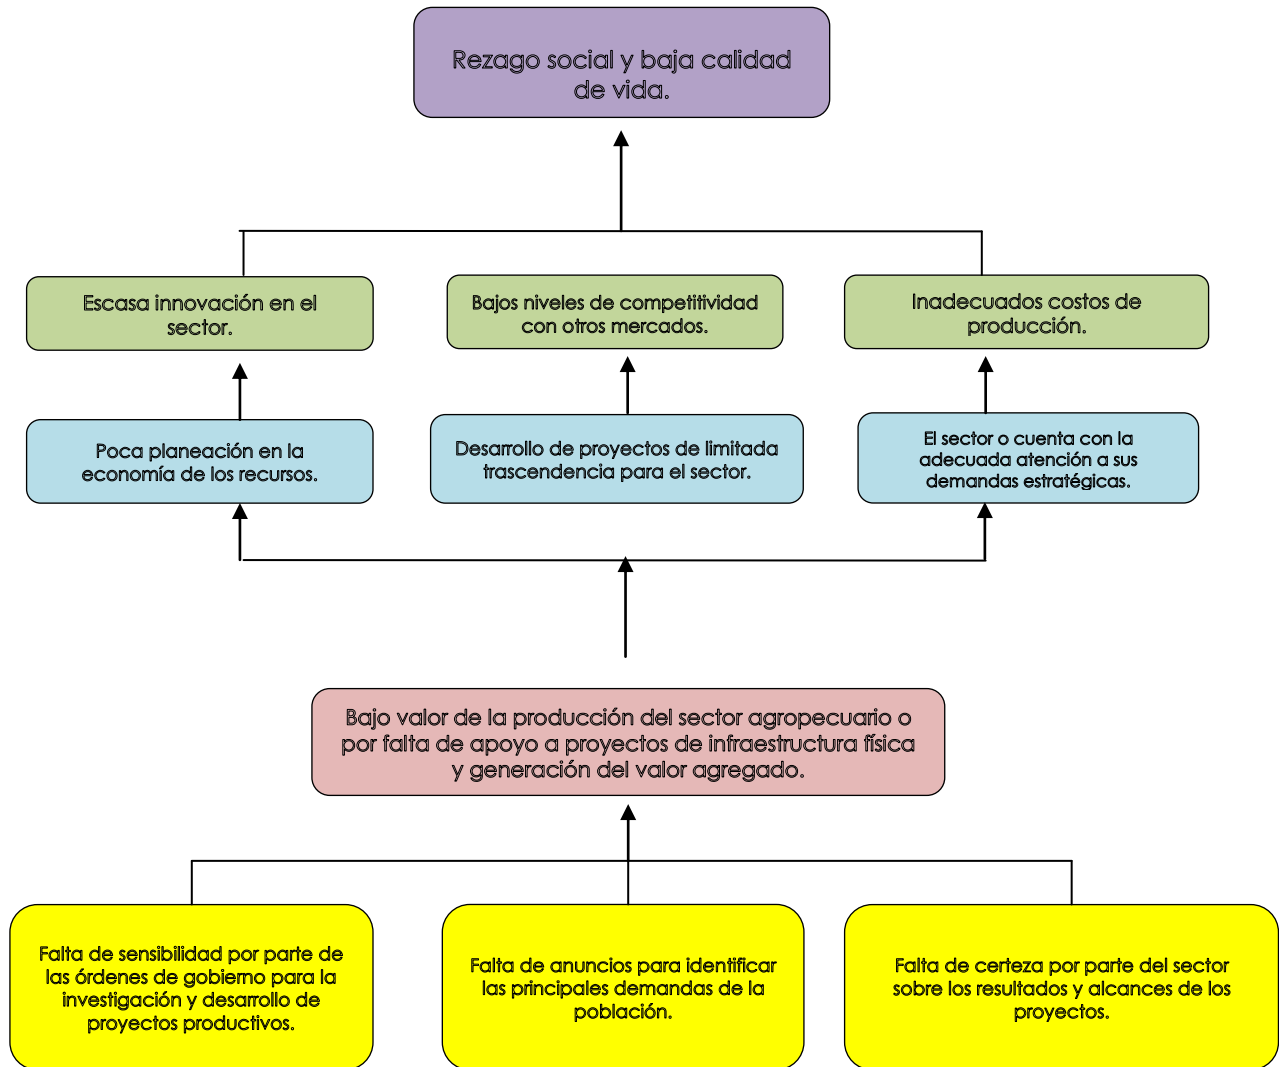 Rezago social y baja calidad
de vida.
Escasa innovación en el
sector.
Bajos niveles de competitividad
con otros mercados.
Inadecuados costos de
producción.
Poca planeación en la
economía de los recursos.
Desarrollo de proyectos de limitada
trascendencia para el sector.
El sector o cuenta con la
adecuada atención a sus
demandas estratégicas.
Bajo valor de la producción del sector agropecuario o
por falta de apoyo a proyectos de infraestructura física
y generación del valor agregado.
Falta de sensibilidad por parte de
las órdenes de gobierno para la
investigación y desarrollo de
proyectos productivos.
Falta de anuncios para identificar
las principales demandas de la
población.
Falta de certeza por parte del sector
sobre los resultados y alcances de los
proyectos.